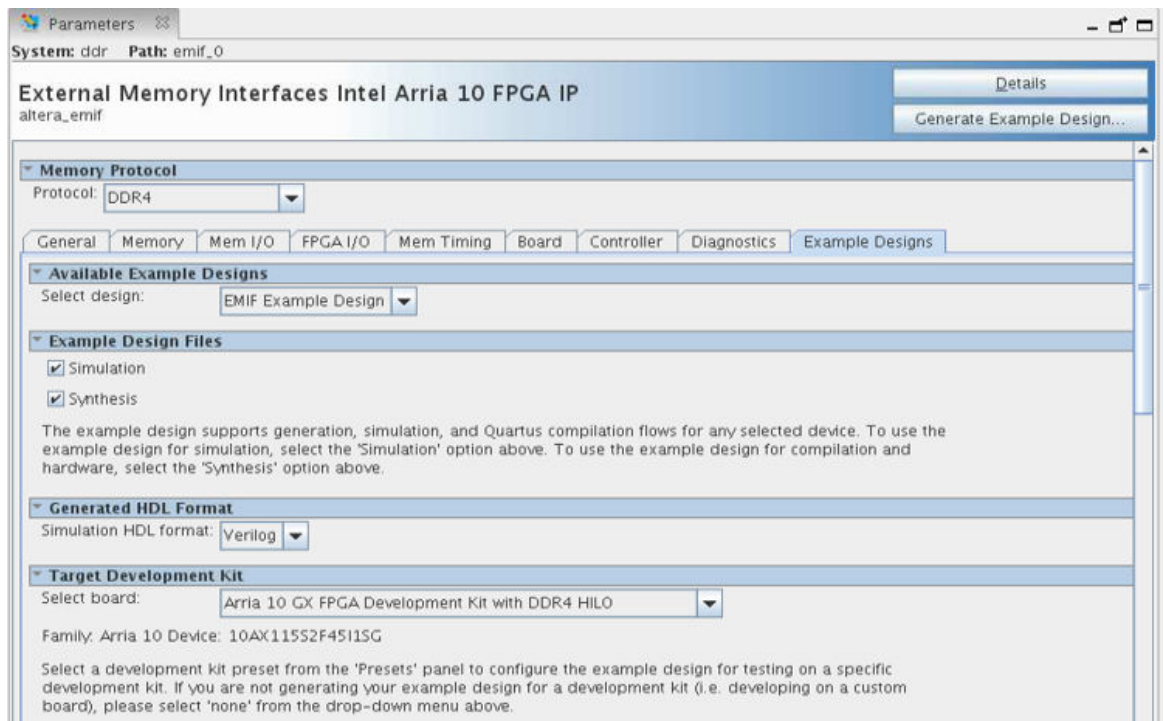 Parameters
System: ddr Path: emif_0
External Memory Interfaces Intel Arria 10 FPGA IP
altera_emif
Details
Generate Example Design...
Memory Protocol
Protocol: DDR4
General Memory Mem I/O FPGA I/O Mem Timing Board Controller Diagnostics Example Designs
Available Example Designs
Select design: EMIF Example Design
Example Design Files
Simulation
Synthesis
The example design supports generation, simulation, and Quartus compilation flows for any selected device. To use the
example design for simulation, select the 'Simulation' option above. To use the example design for compilation and
hardware, select the 'Synthesis' option above.
Generated HDL Format
Simulation HDL format: Verilog
Target Development Kit
Select board: Arria 10 GX FPGA Development Kit with DDR4 HILO
Family: Arria 10 Device: 10AX115S2F45I1SG
Select a development kit preset from the 'Presets' panel to configure the example design for testing on a specific
development kit. If you are not generating your example design for a development kit (i.e. developing on a custom
board), please select 'none' from the drop-down menu above.